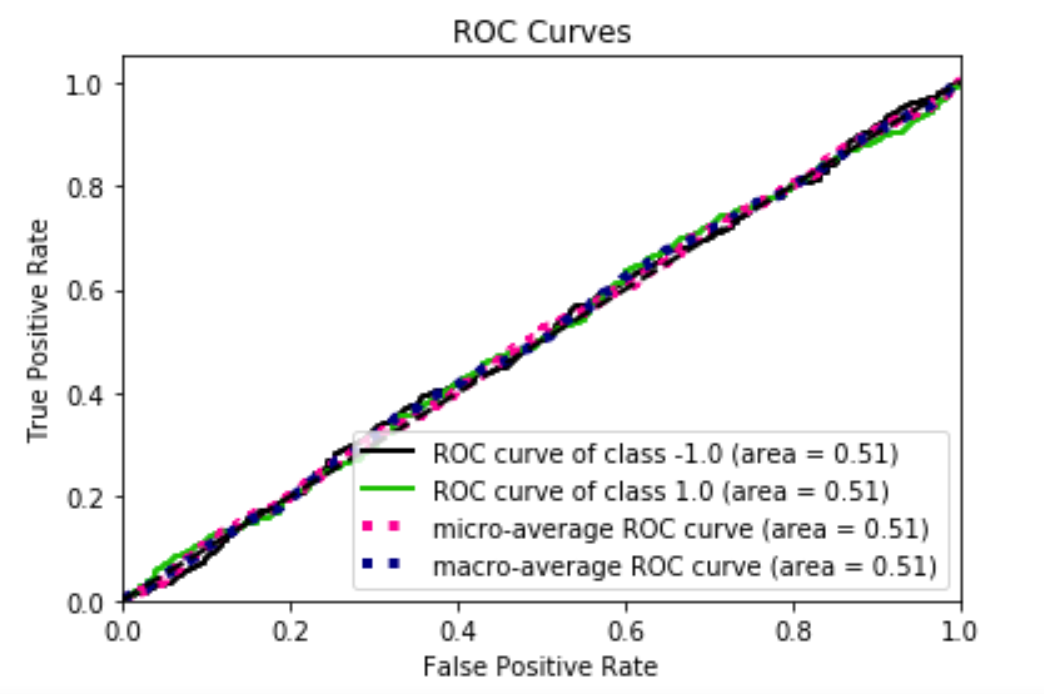 ROC Curves
True Positive Rate
1.0
0.8
0.6
0.4
0.2
0.0
ROC curve of class -1.0 (area = 0.51)
ROC curve of class 1.0 (area = 0.51)
micro-average ROC curve (area = 0.51)
macro-average ROC curve (area = 0.51)
0.0 0.2 0.4 0.6 0.8 1.0
False Positive Rate